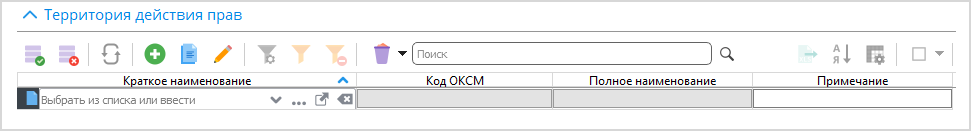 Территория действия прав
Поиск
А
Я
Краткое наименование Код ОКСМ Полное наименование Примечание
Выбрать из списка или ввести ...